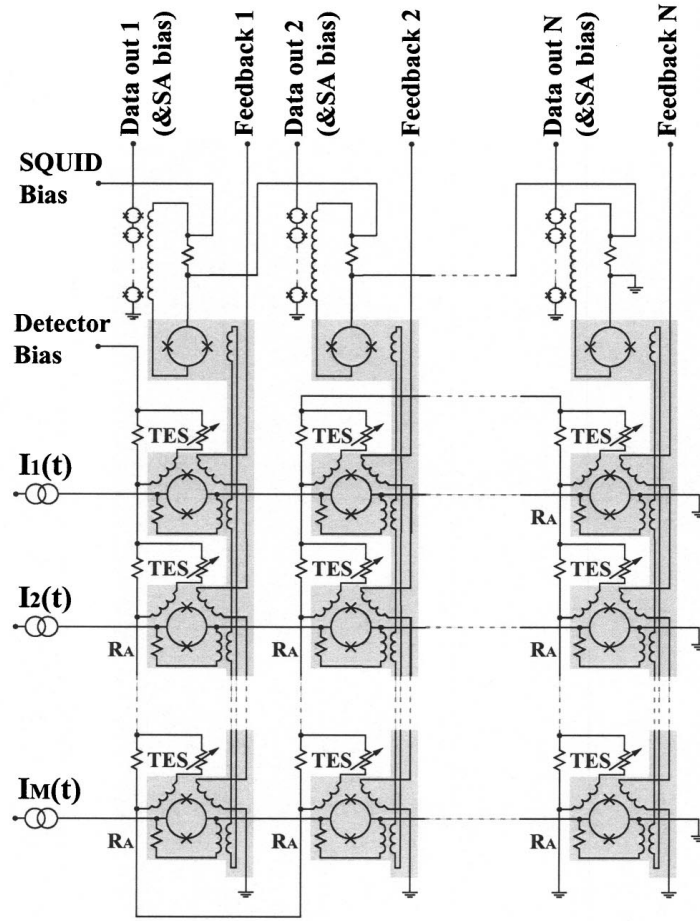 Data out 1
(&SA bias)
Feedback 1
Data out 2
(&SA bias)
Feedback 2
Data out N
(&SA bias)
Feedback N
SQUID
Bias
Detector
Bias
TES
TES
TES
I1(t)
RA
TES
TES
TES
I2(t)
RA
RA
RA
TES
TES
TES
IM(t)
RA
RA
RA